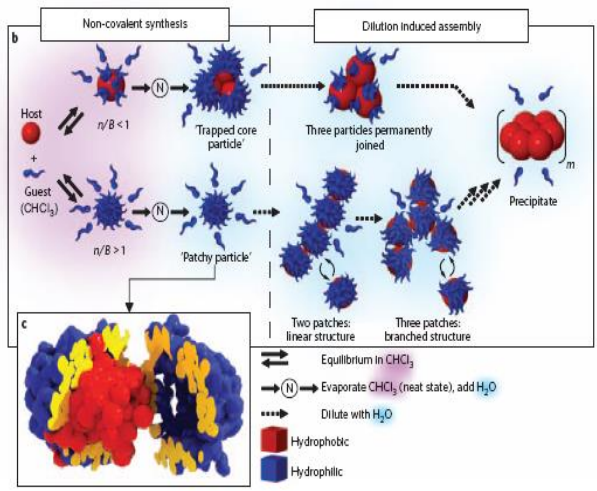 Non-covalent synthesis
Dilution induced assembly
b
Host
+
Guest
(CHCl3)
n/B < 1
N
'Trapped core
particle'
Three particles permanently
joined
m
Precipitate
n/B > 1
N
'Patchy particle'
Two patches:
linear structure
Three patches:
branched structure
c
Equilibrium in CHCl3
N
Evaporate CHCl3 (neat state), add H2O
Dilute with H2O
Hydrophobic
Hydrophilic